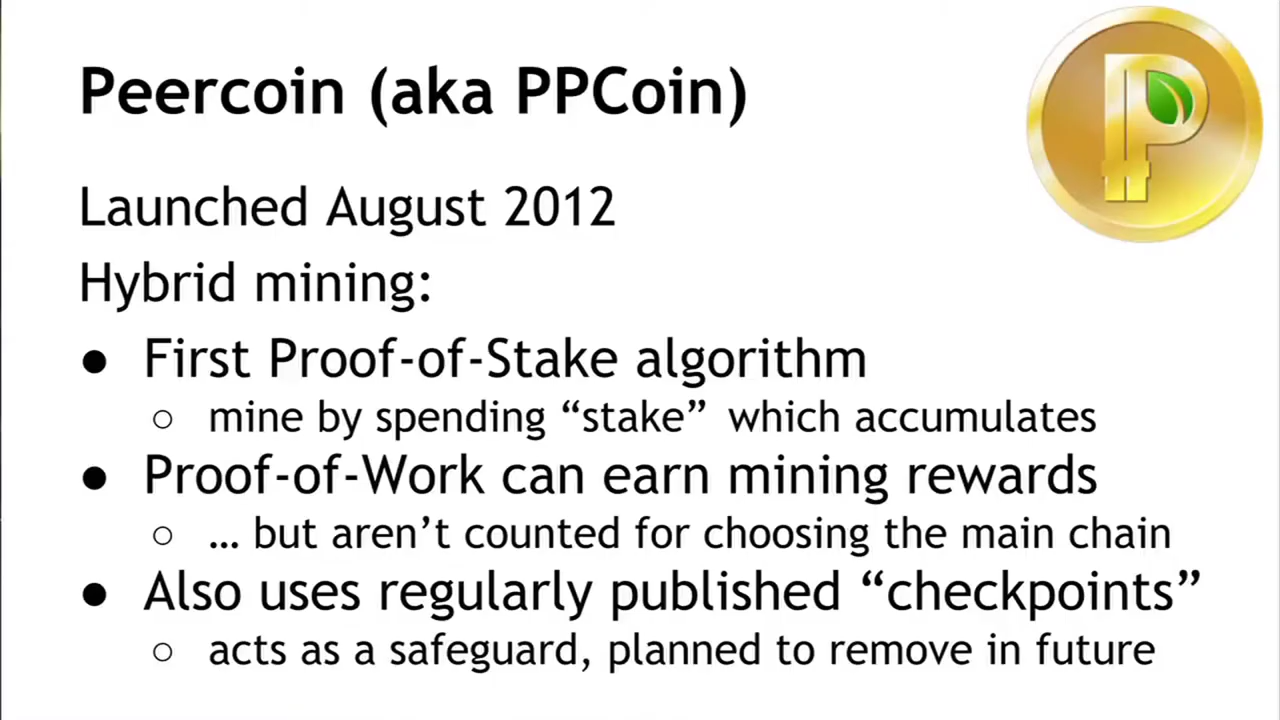 Peercoin (aka PPCoin)
Launched August 2012
Hybrid mining:
● First Proof-of-Stake algorithm
○ mine by spending “stake” which accumulates
● Proof-of-Work can earn mining rewards
○ … but aren’t counted for choosing the main chain
● Also uses regularly published “checkpoints”
○ acts as a safeguard, planned to remove in future